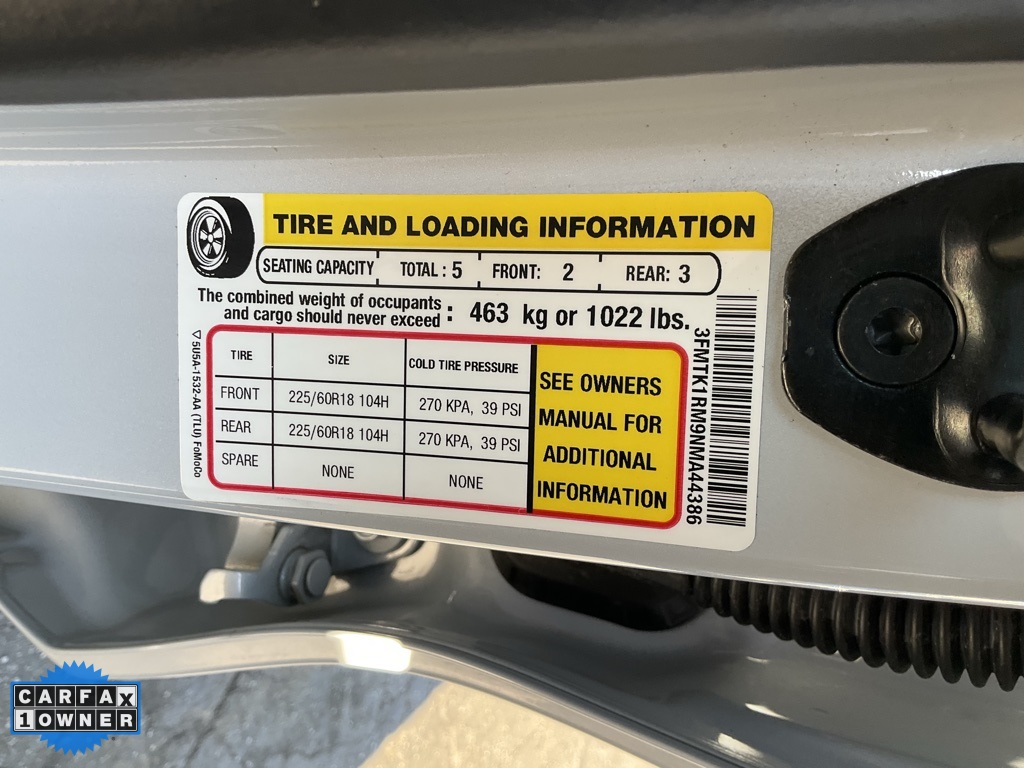 TIRE AND LOADING INFORMATION
SEATING CAPACITY TOTAL : 5 FRONT: 2 REAR: 3
The combined weight of occupants
and cargo should never exceed : 463 kg or 1022 lbs.
TIRE SIZE COLD TIRE PRESSURE
FRONT 225/60R18 104H 270 KPA, 39 PSI
REAR 225/60R18 104H 270 KPA, 39 PSI
SPARE NONE NONE
SEE OWNERS
MANUAL FOR
ADDITIONAL
INFORMATION
3FMTK1RM9NMA44386
5U5A-1532-AA (TLU) FoMoCo
CARFAX
1 OWNER